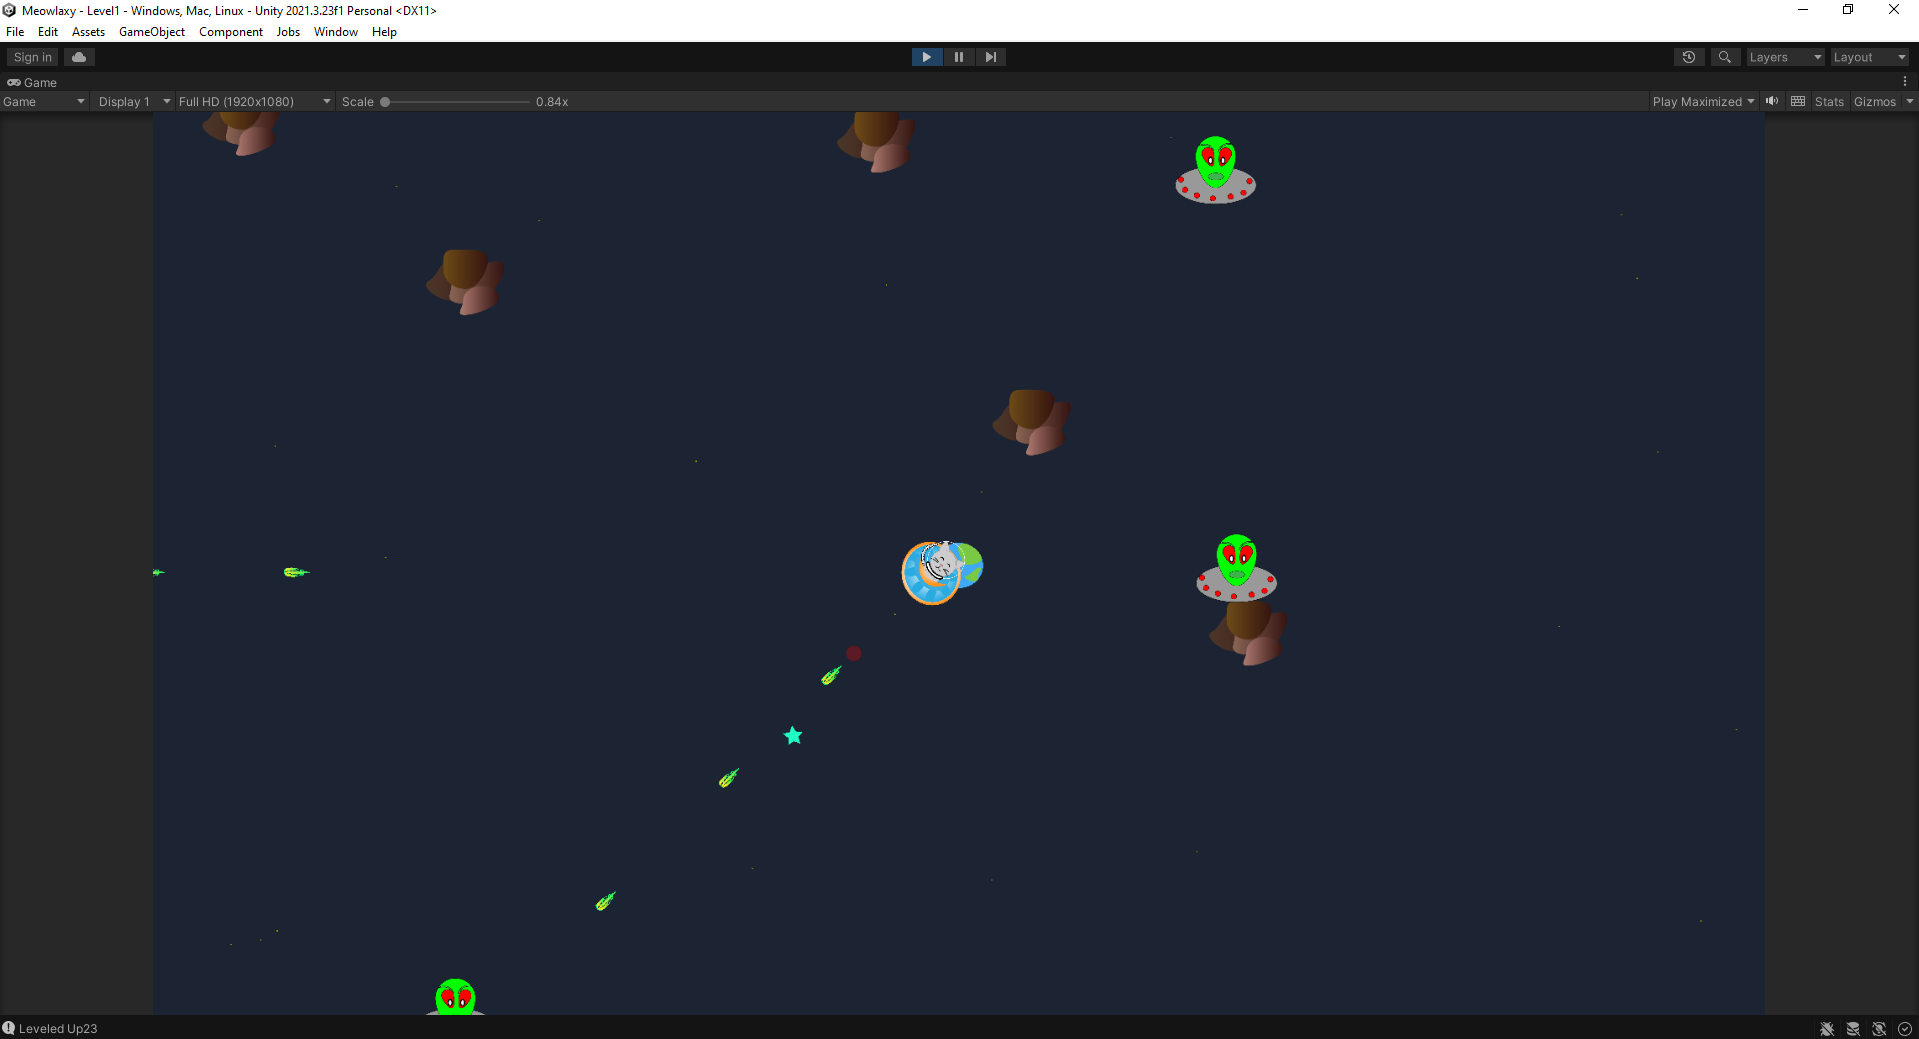 Meowlaxy - Level1 - Windows, Mac, Linux - Unity 2021.3.23f1 Personal <DX11>
File Edit Assets GameObject Component Jobs Window Help
Sign in Layers Layout
Game
Game Display 1 Full HD (1920x1080) Scale 0.84x Play Maximized Stats Gizmos
Leveled Up23